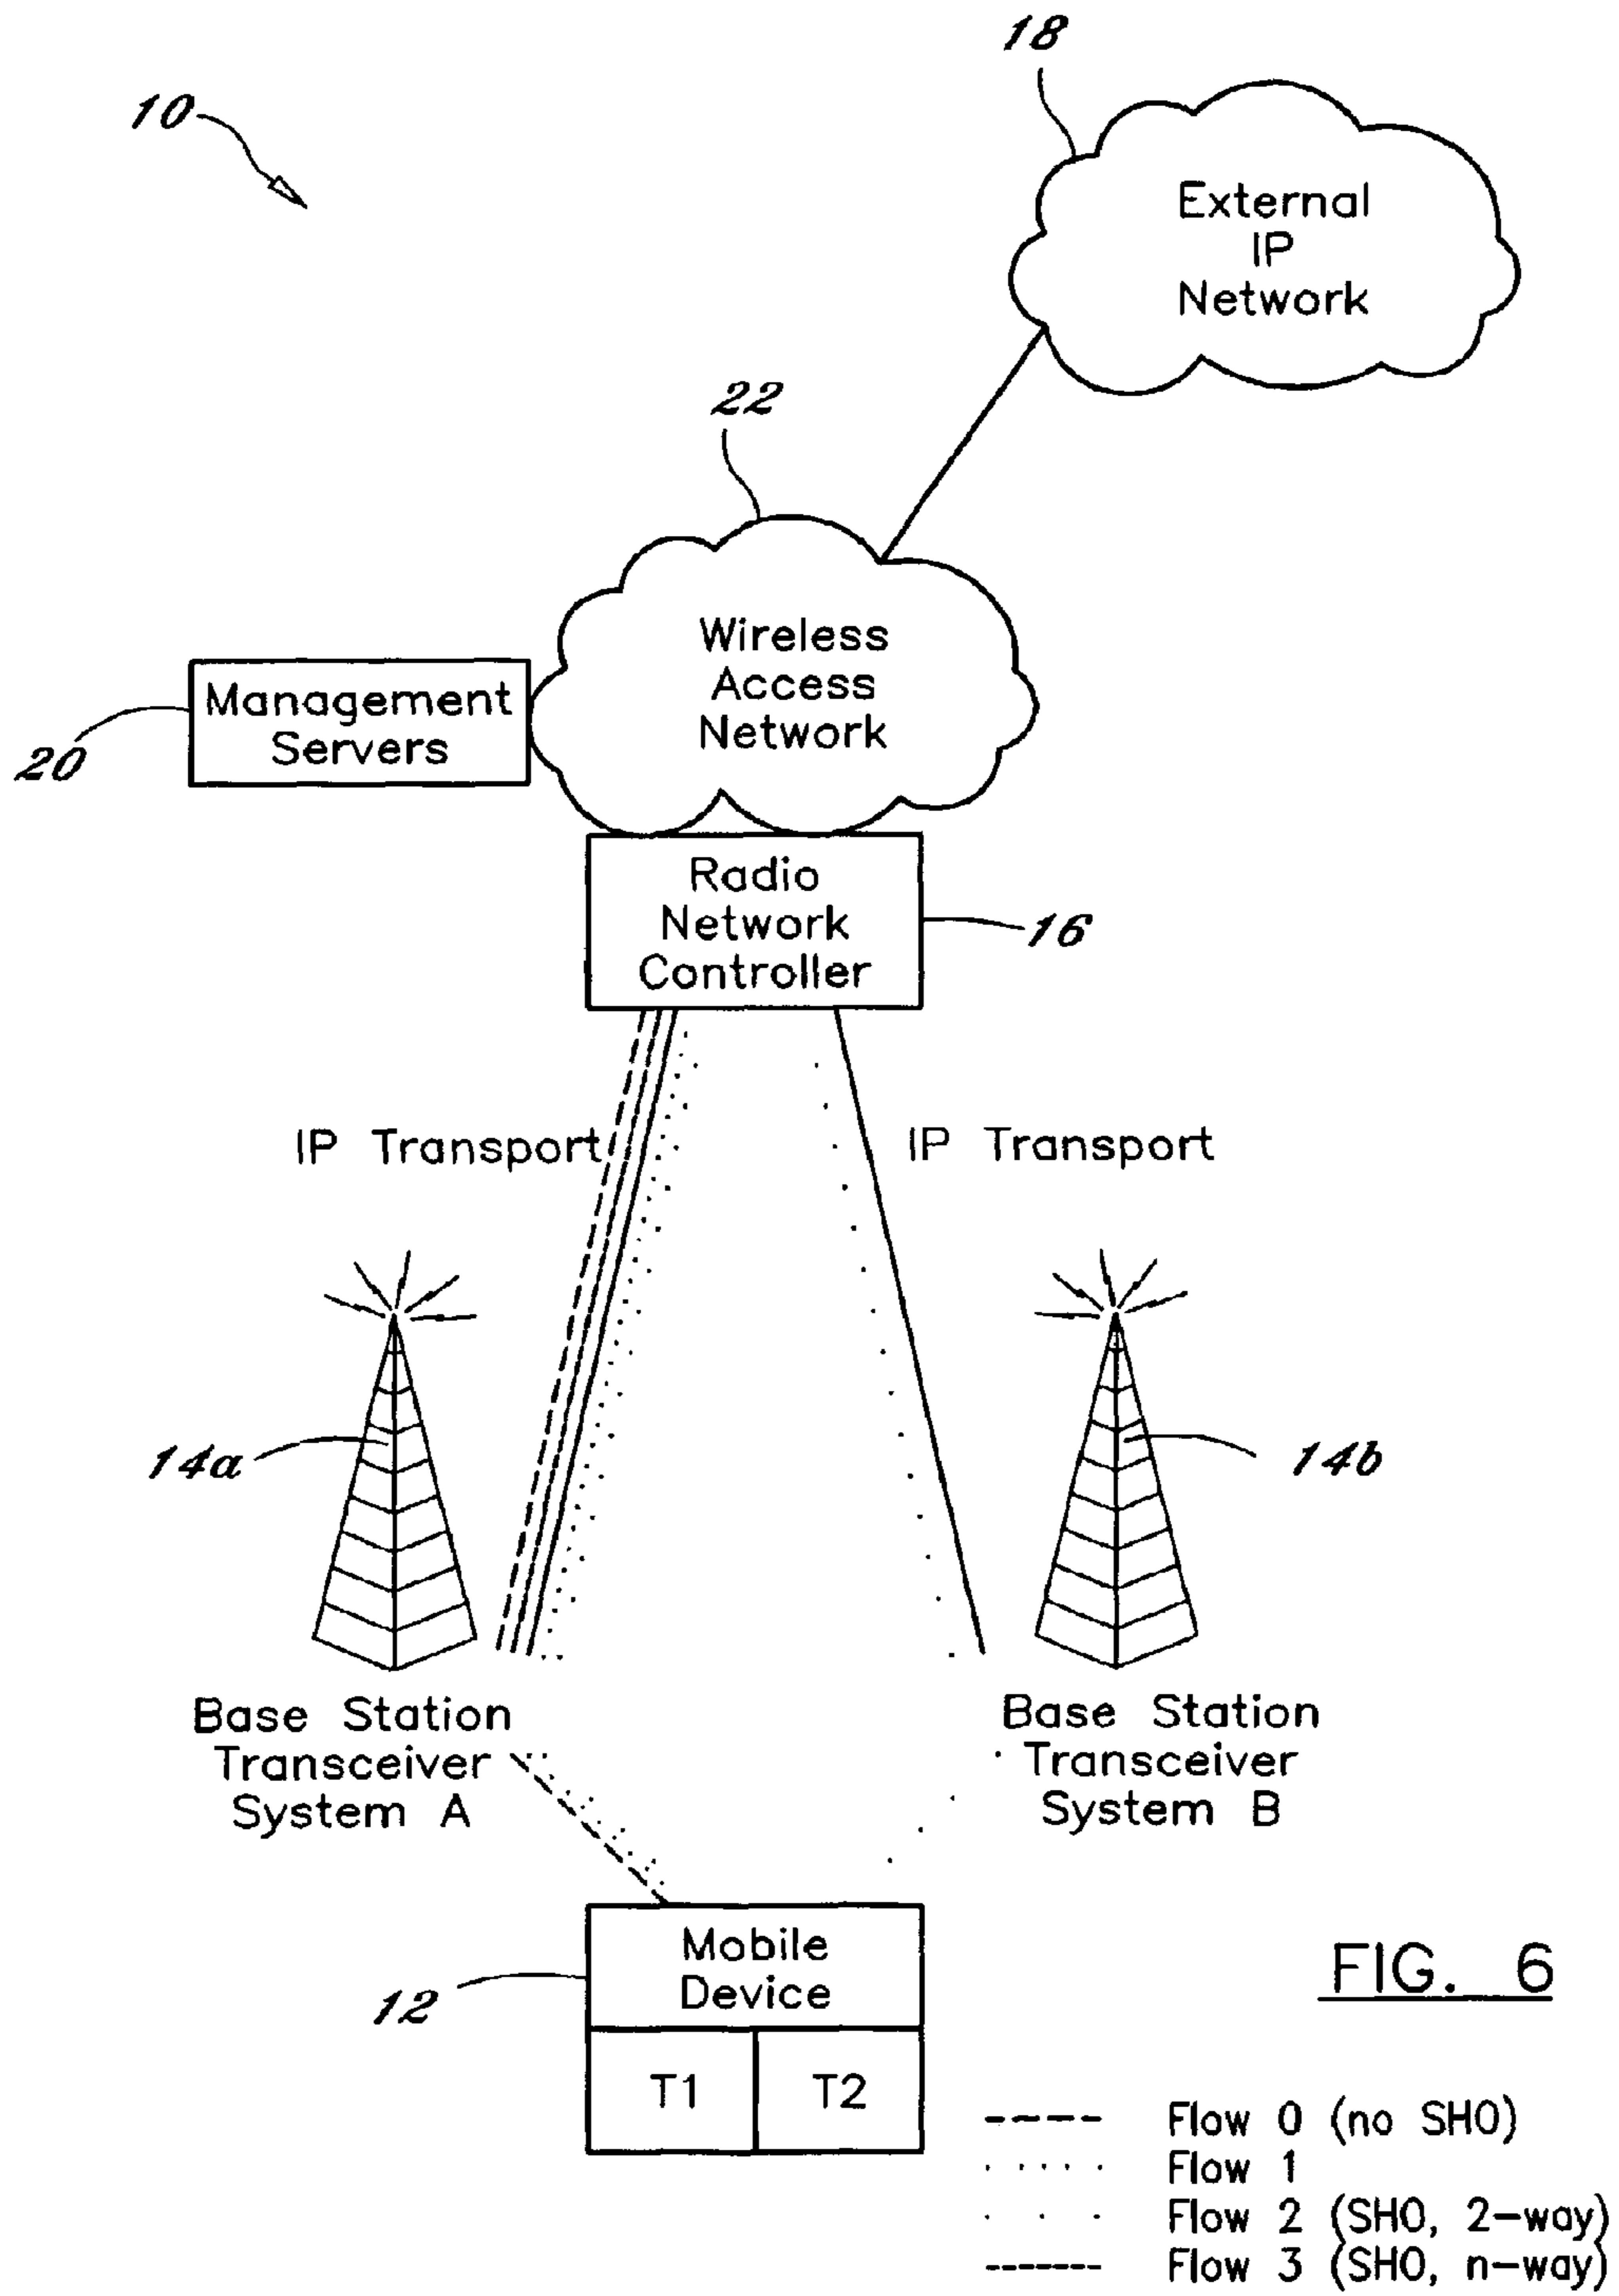 18
10
External
IP
Network
22
Wireless
Access
Network
Management
Servers
20
Radio
Network
Controller
16
IP Transport
IP Transport
14a
14b
Base Station
Transceiver
System A
Base Station
Transceiver
System B
Mobile
Device
12
T1
T2
FIG. 6
Flow 0 (no SHO)
Flow 1
Flow 2 (SHO, 2-way)
Flow 3 (SHO, n-way)